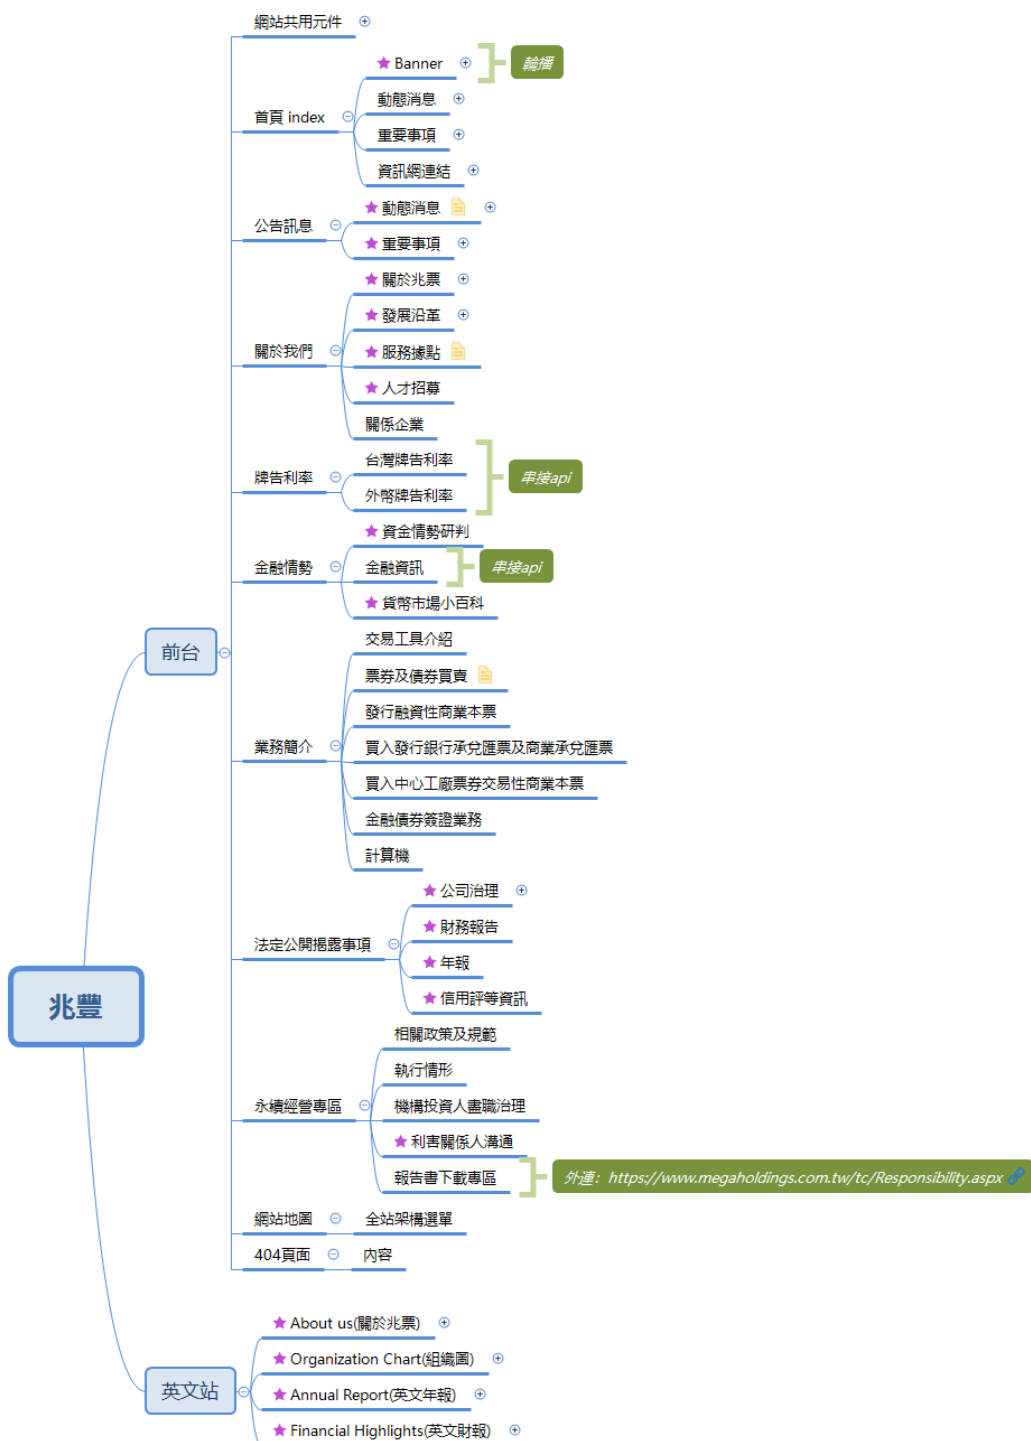 網站共用元件
首頁 index
Banner
輪播
動態消息
重要事項
資訊網連結
公告訊息
動態消息
重要事項
關於我們
關於兆票
發展沿革
服務據點
人才招募
關係企業
牌告利率
台灣牌告利率
外幣牌告利率
串接api
金融情勢
資金情勢研判
金融資訊
串接api
貨幣市場小百科
前台
業務簡介
交易工具介紹
票券及債券買賣
發行融資性商業本票
買入發行銀行承兌匯票及商業承兌匯票
買入中心工廠票券交易性商業本票
金融債券簽證業務
計算機
法定公開揭露事項
公司治理
財務報告
年報
信用評等資訊
兆豐
永續經營專區
相關政策及規範
執行情形
機構投資人盡職治理
利害關係人溝通
報告書下載專區
外連：https://www.megaholdings.com.tw/tc/Responsibility.aspx
網站地圖
全站架構選單
404頁面
內容
英文站
About us(關於兆票)
Organization Chart(組織圖)
Annual Report(英文年報)
Financial Highlights(英文財報)